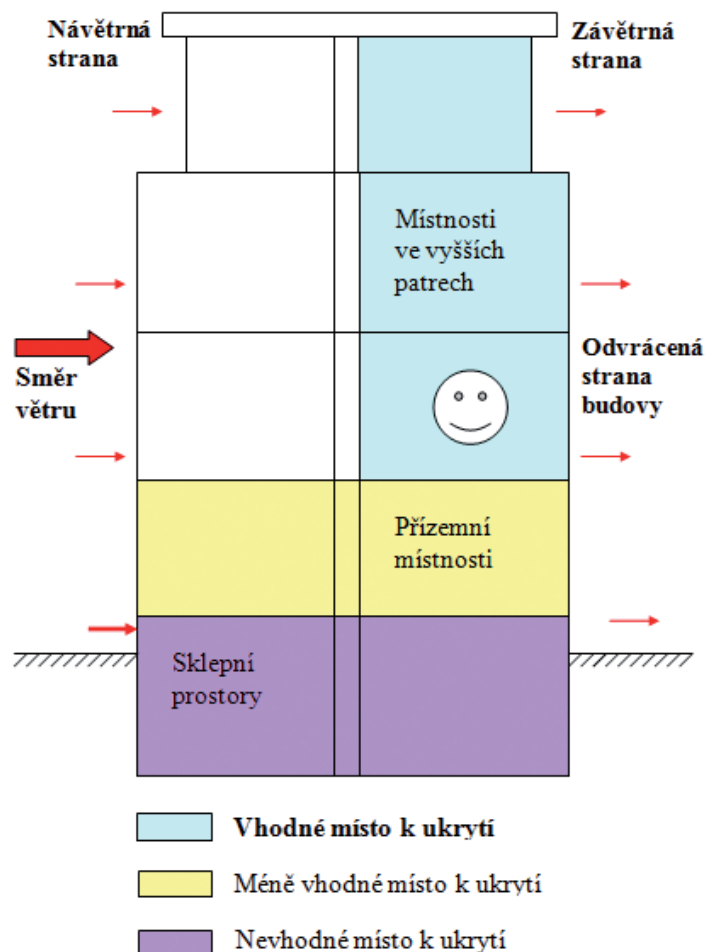 Návětrná
strana
Závětrná
strana
Místnosti
ve vyšších
patrech
Směr
větru
Odvrácená
strana
budovy
Přízemní
místnosti
Sklepní
prostory
Vhodné místo k ukrytí
Méně vhodné místo k ukrytí
Nevhodné místo k ukrytí